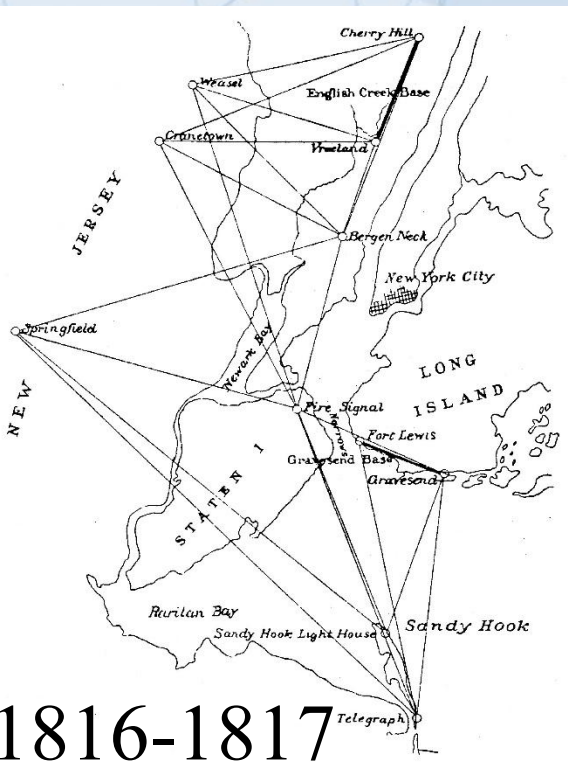 Cherry Hill
Weasel
English Creek Base
Cranetown
Vreeland
JERSEY
Bergen Neck
New York City
Springfield
Newark Bay
LONG
ISLAND
NEW
Fire Signal
Narrows
Fort Lewis
Gravesend Base
Gravesend
STATEN I
Raritan Bay
Sandy Hook Light House
Sandy Hook
Telegraph
1816-1817